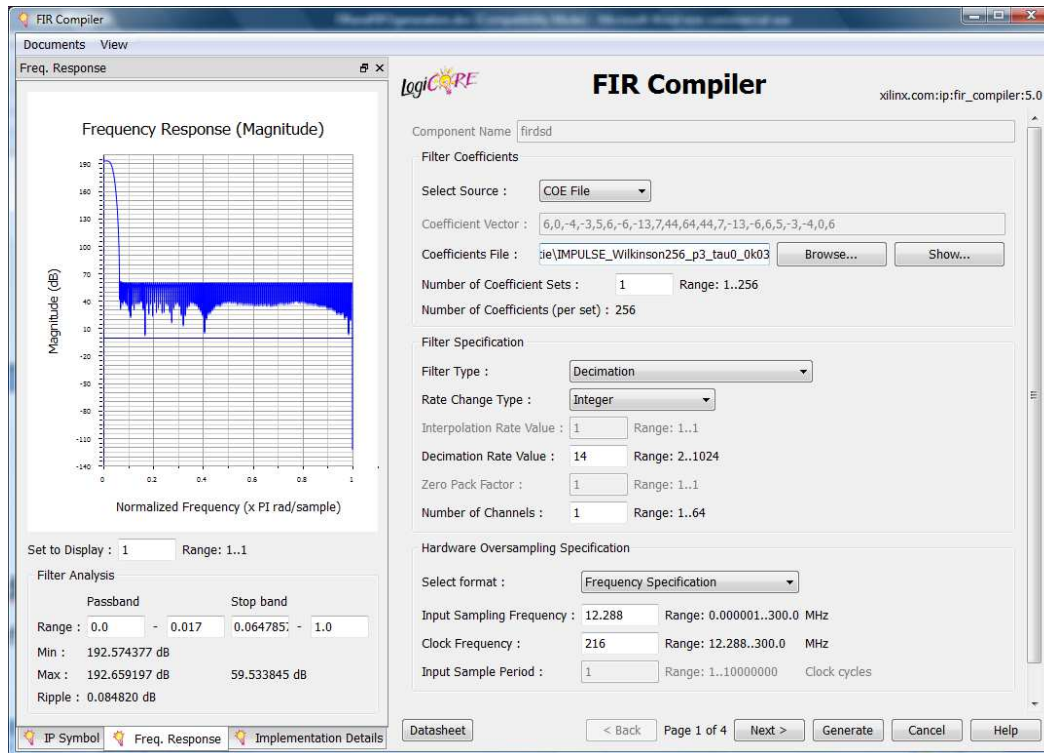 FIR Compiler
Documents View
Freq. Response
Frequency Response (Magnitude)
190
160
130
100
70
40
10
-20
-50
-80
-110
-140
Magnitude (dB)
0 0.2 0.4 0.6 0.8 1
Normalized Frequency (x PI rad/sample)
Set to Display : 1 Range: 1..1
Filter Analysis
Passband Stop band
Range : 0.0 - 0.017 0.064785 - 1.0
Min : 192.574377 dB
Max : 192.659197 dB 59.533845 dB
Ripple : 0.084820 dB
IP Symbol Freq. Response Implementation Details
LogiCORE
FIR Compiler
xilinx.com:ip:fir_compiler:5.0
Component Name firdsd
Filter Coefficients
Select Source : COE File
Coefficient Vector : 6,0,-4,-3,5,6,-6,-13,7,44,64,44,7,-13,-6,6,5,-3,-4,0,6
Coefficients File : tie\IMPULSE_Wilkinson256_p3_tau0_0k03 Browse... Show...
Number of Coefficient Sets : 1 Range: 1..256
Number of Coefficients (per set) : 256
Filter Specification
Filter Type : Decimation
Rate Change Type : Integer
Interpolation Rate Value : 1 Range: 1..1
Decimation Rate Value : 14 Range: 2..1024
Zero Pack Factor : 1 Range: 1..1
Number of Channels : 1 Range: 1..64
Hardware Oversampling Specification
Select format : Frequency Specification
Input Sampling Frequency : 12.288 Range: 0.000001..300.0 MHz
Clock Frequency : 216 Range: 12.288..300.0 MHz
Input Sample Period : 1 Range: 1..10000000 Clock cycles
Datasheet < Back Page 1 of 4 Next > Generate Cancel Help